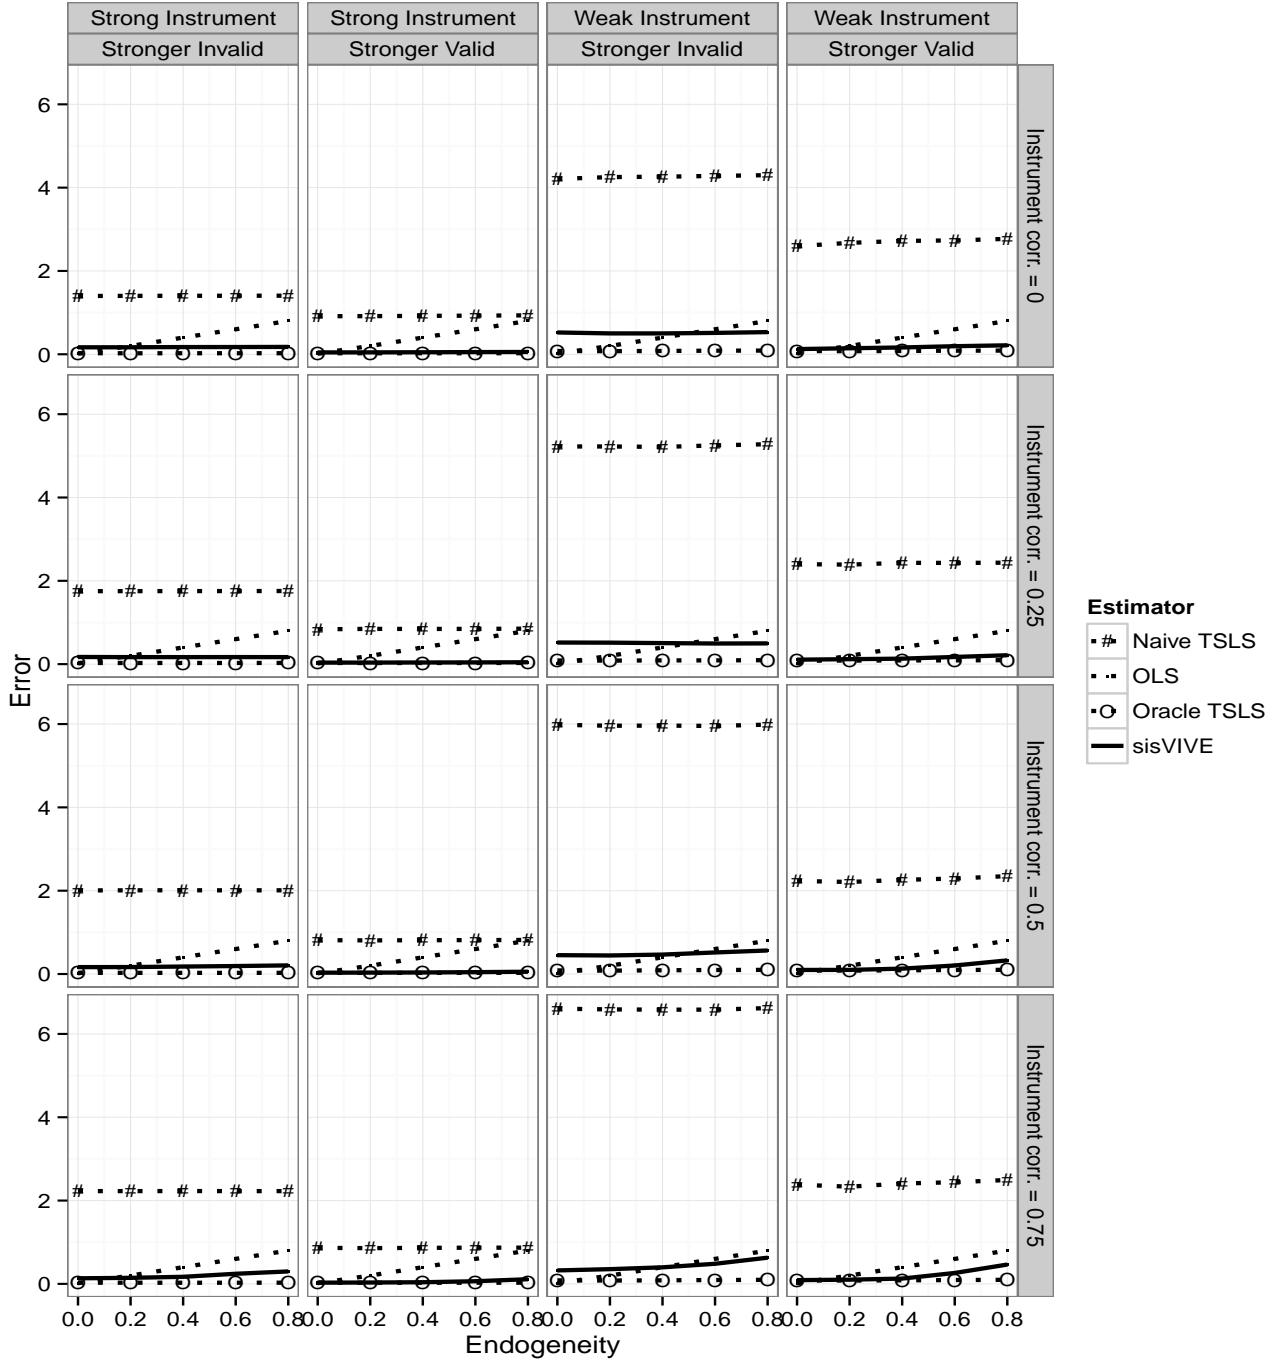 Strong Instrument Strong Instrument Weak Instrument Weak Instrument
Stronger Invalid Stronger Valid Stronger Invalid Stronger Valid
6
4
2
0
Instrument corr. = 0
6
4
2
0
Instrument corr. = 0.25
6
4
2
0
Instrument corr. = 0.5
6
4
2
0
Instrument corr. = 0.75
Error
0.0 0.2 0.4 0.6 0.8 0.0 0.2 0.4 0.6 0.8 0.0 0.2 0.4 0.6 0.8 0.0 0.2 0.4 0.6 0.8
Endogeneity
Estimator
# Naive TSLS
OLS
Oracle TSLS
sisVIVE